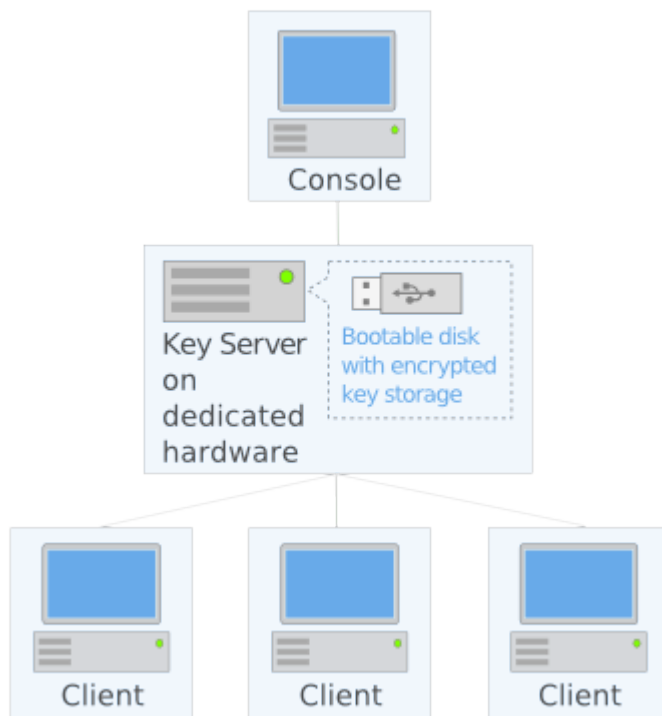 Console
Key Server
on
dedicated
hardware
Bootable disk
with encrypted
key storage
Client
Client
Client